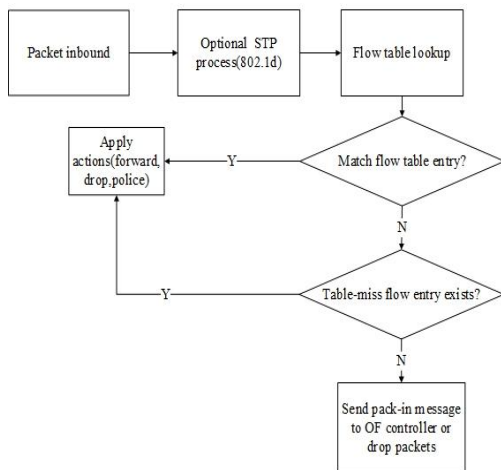 Packet inbound
Optional STP
process(802.1d)
Flow table lookup
Match flow table entry?
Y
Apply
actions(forward,
drop,police)
N
Table-miss flow entry exists?
Y
N
Send pack-in message
to OF controller or
drop packets